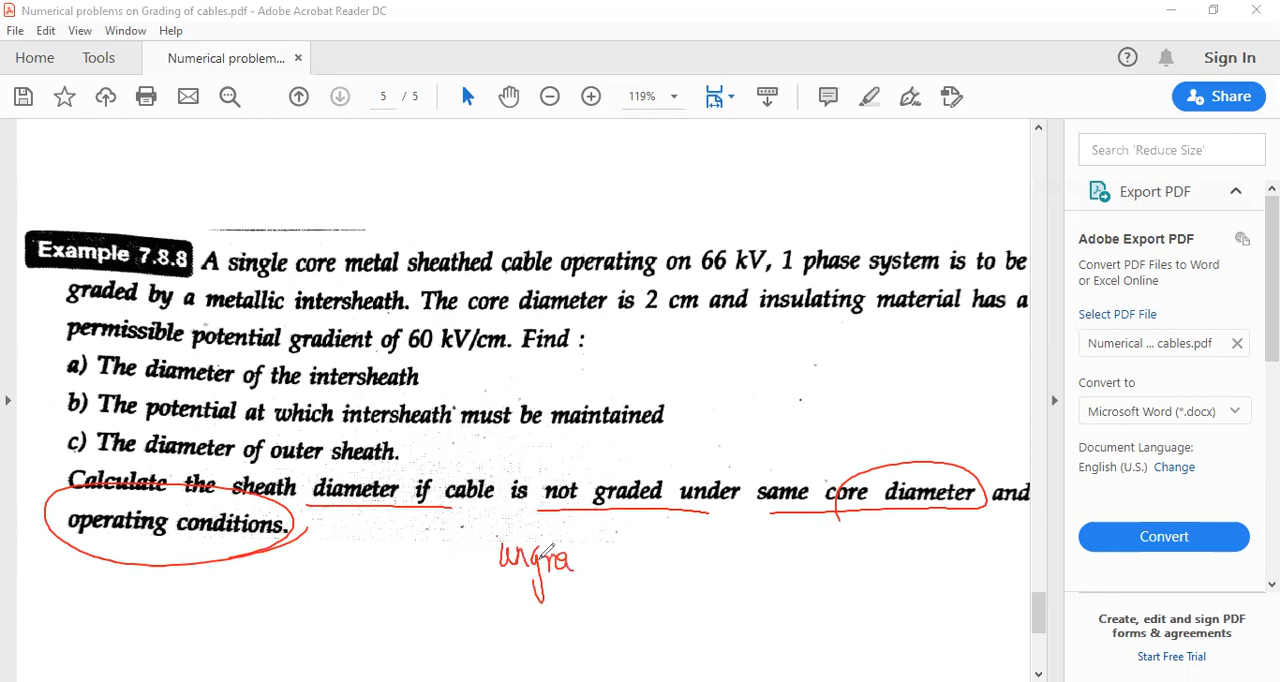 Numerical problems on Grading of cables.pdf - Adobe Acrobat Reader DC
File Edit View Window Help
Home Tools Numerical problem... × Sign In
5 / 5 119% Share
Search 'Reduce Size'
Export PDF
Adobe Export PDF
Convert PDF Files to Word
or Excel Online
Select PDF File
Numerical ... cables.pdf
Convert to
Microsoft Word (*.docx)
Document Language:
English (U.S.) Change
Convert
Create, edit and sign PDF
forms & agreements
Start Free Trial
Example 7.8.8 A single core metal sheathed cable operating on 66 kV, 1 phase system is to be
graded by a metallic intersheath. The core diameter is 2 cm and insulating material has a
permissible potential gradient of 60 kV/cm. Find :
a) The diameter of the intersheath
b) The potential at which intersheath must be maintained
c) The diameter of outer sheath.
Calculate the sheath diameter if cable is not graded under same core diameter and
operating conditions.
ungra